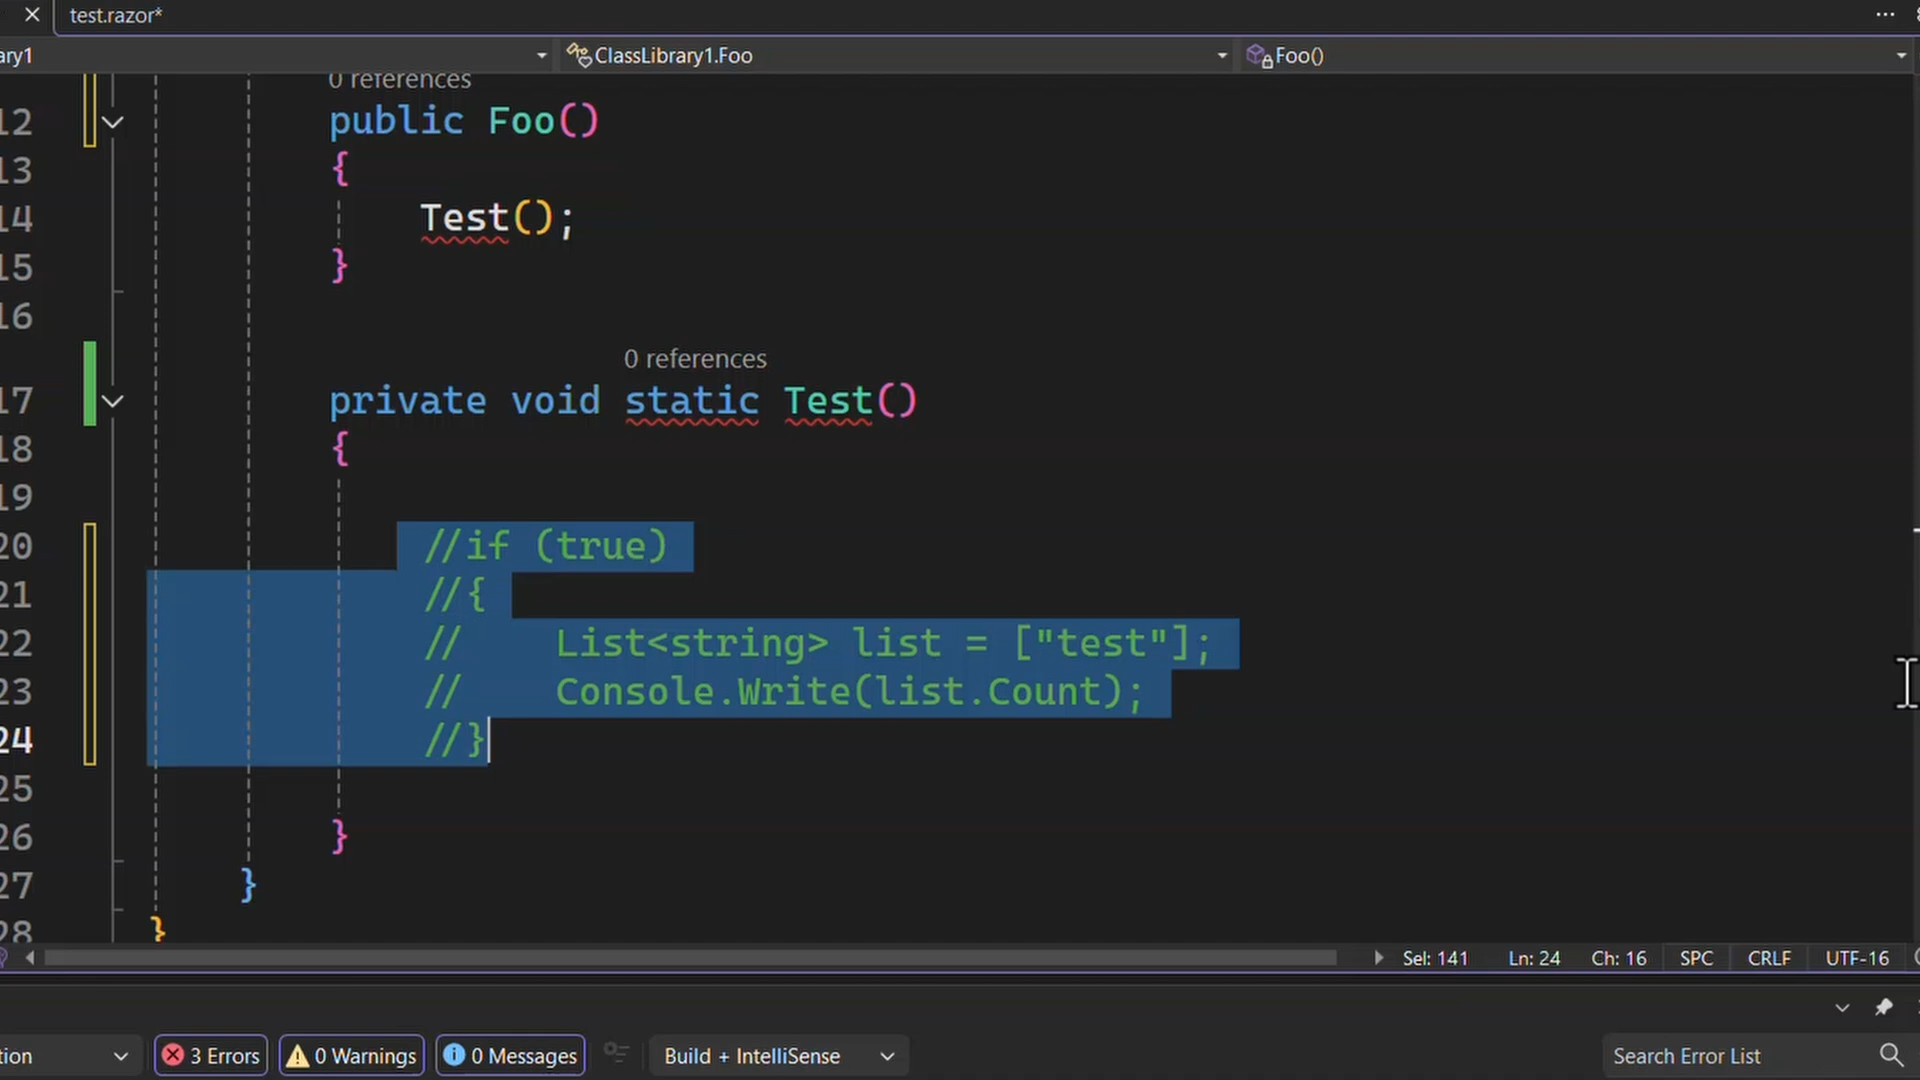 test.razor*
ary1 ClassLibrary1.Foo Foo()
0 references
12 public Foo()
13 {
14 Test();
15 }
16
0 references
17 private void static Test()
18 {
19
20 //if (true)
21 //{
22 // List<string> list = ["test"];
23 // Console.Write(list.Count);
24 //}
25
26 }
27 }
28 }
Sel: 141 Ln: 24 Ch: 16 SPC CRLF UTF-16
tion 3 Errors 0 Warnings 0 Messages Build + IntelliSense Search Error List